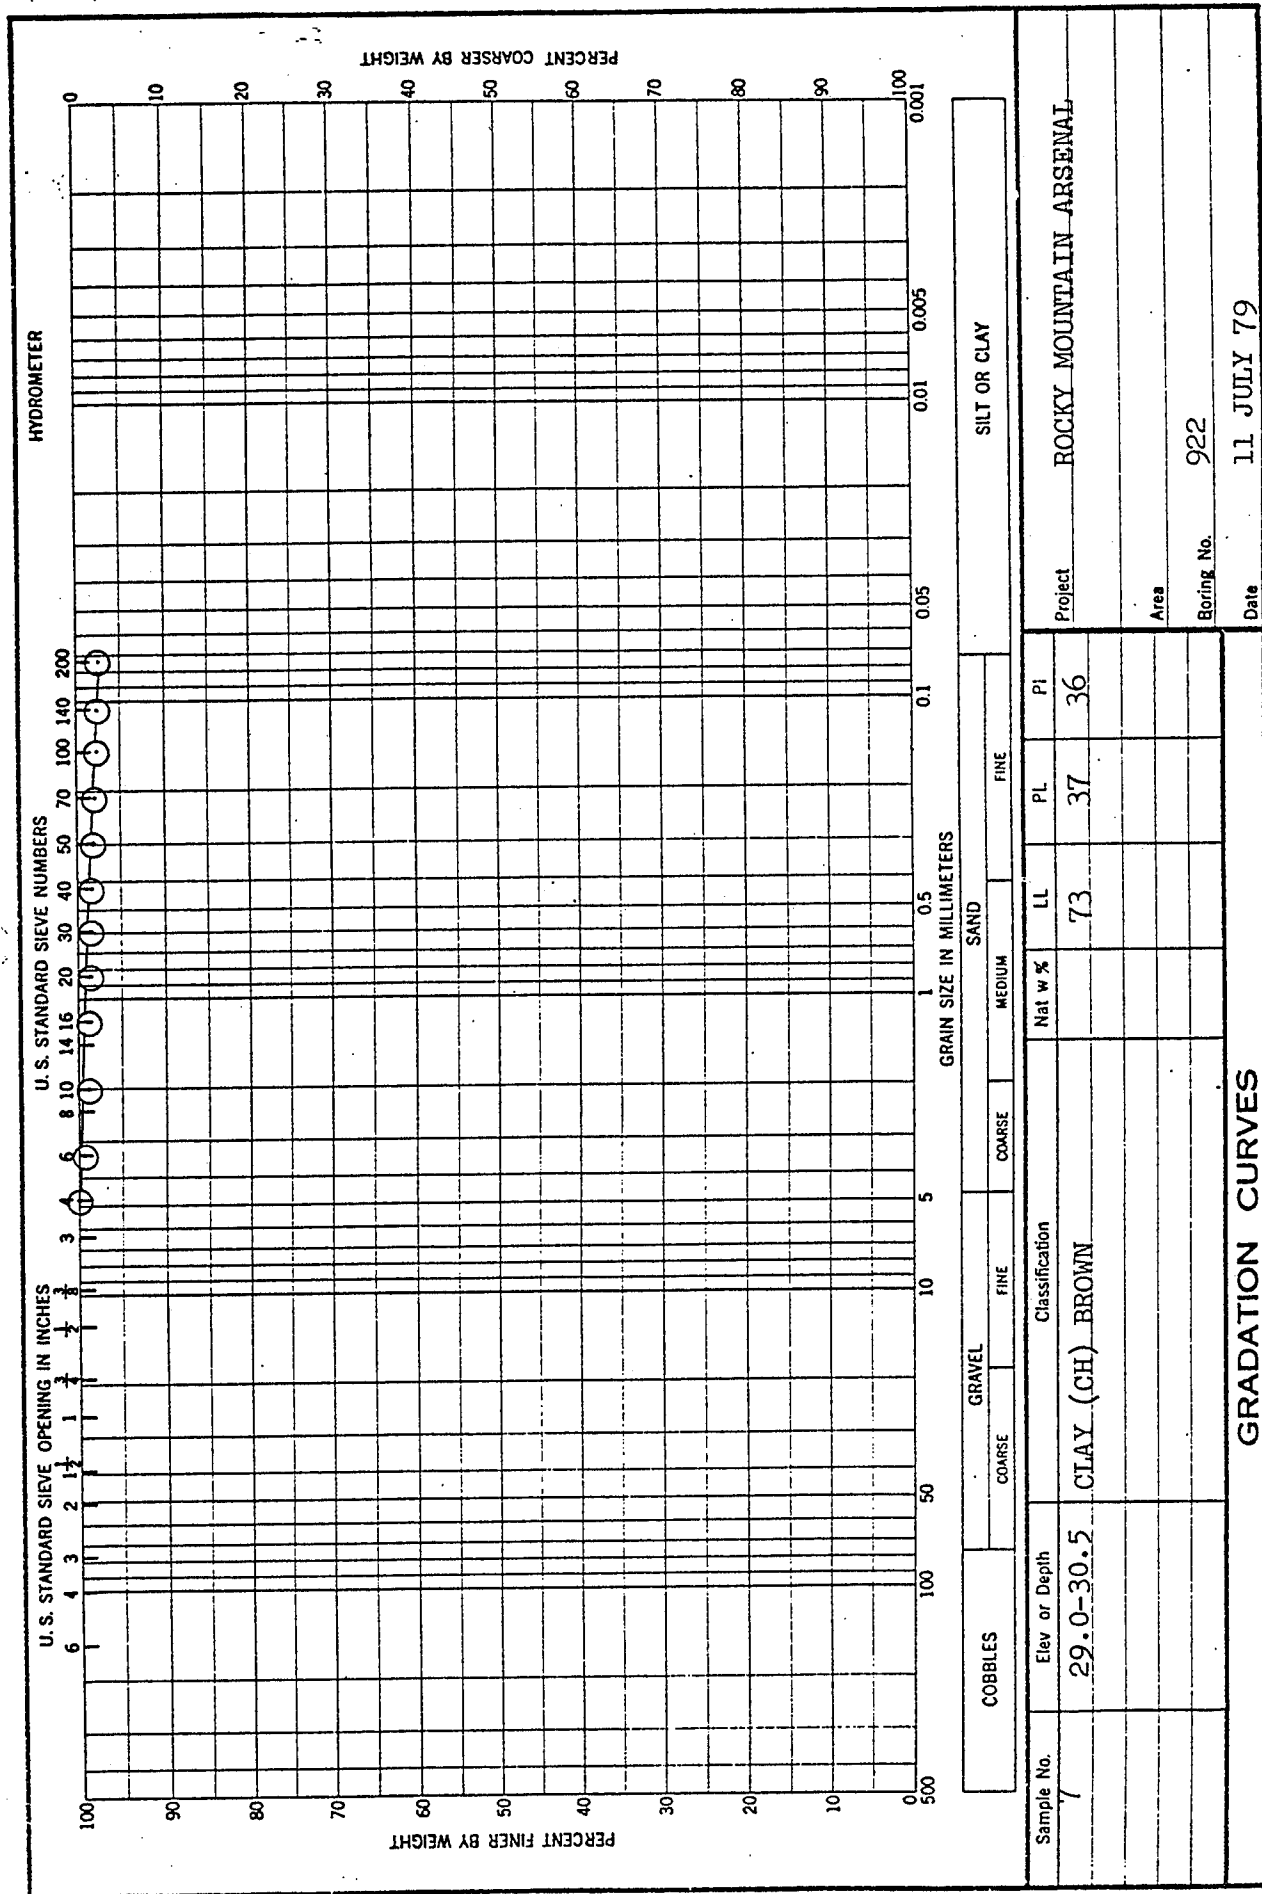 U. S. STANDARD SIEVE OPENING IN INCHES U. S. STANDARD SIEVE NUMBERS HYDROMETER
6 4 3 2 1½ 1 ¾ ½ ⅜ 3 4 6 8 10 14 16 20 30 40 50 70 100 140 200
PERCENT FINER BY WEIGHT
100
90
80
70
60
50
40
30
20
10
0
PERCENT COARSER BY WEIGHT
0
10
20
30
40
50
60
70
80
90
100
500 100 50 10 5 1 0.5 0.1 0.05 0.01 0.005 0.001
GRAIN SIZE IN MILLIMETERS
COBBLES GRAVEL SAND SILT OR CLAY
COARSE FINE COARSE MEDIUM FINE
Sample No. Elev or Depth Classification Nat w % LL PL PI
7 29.0-30.5 CLAY (CH) BROWN 73 37 36
Project ROCKY MOUNTAIN ARSENAL
Area
Boring No. 922
Date 11 JULY 79
GRADATION CURVES